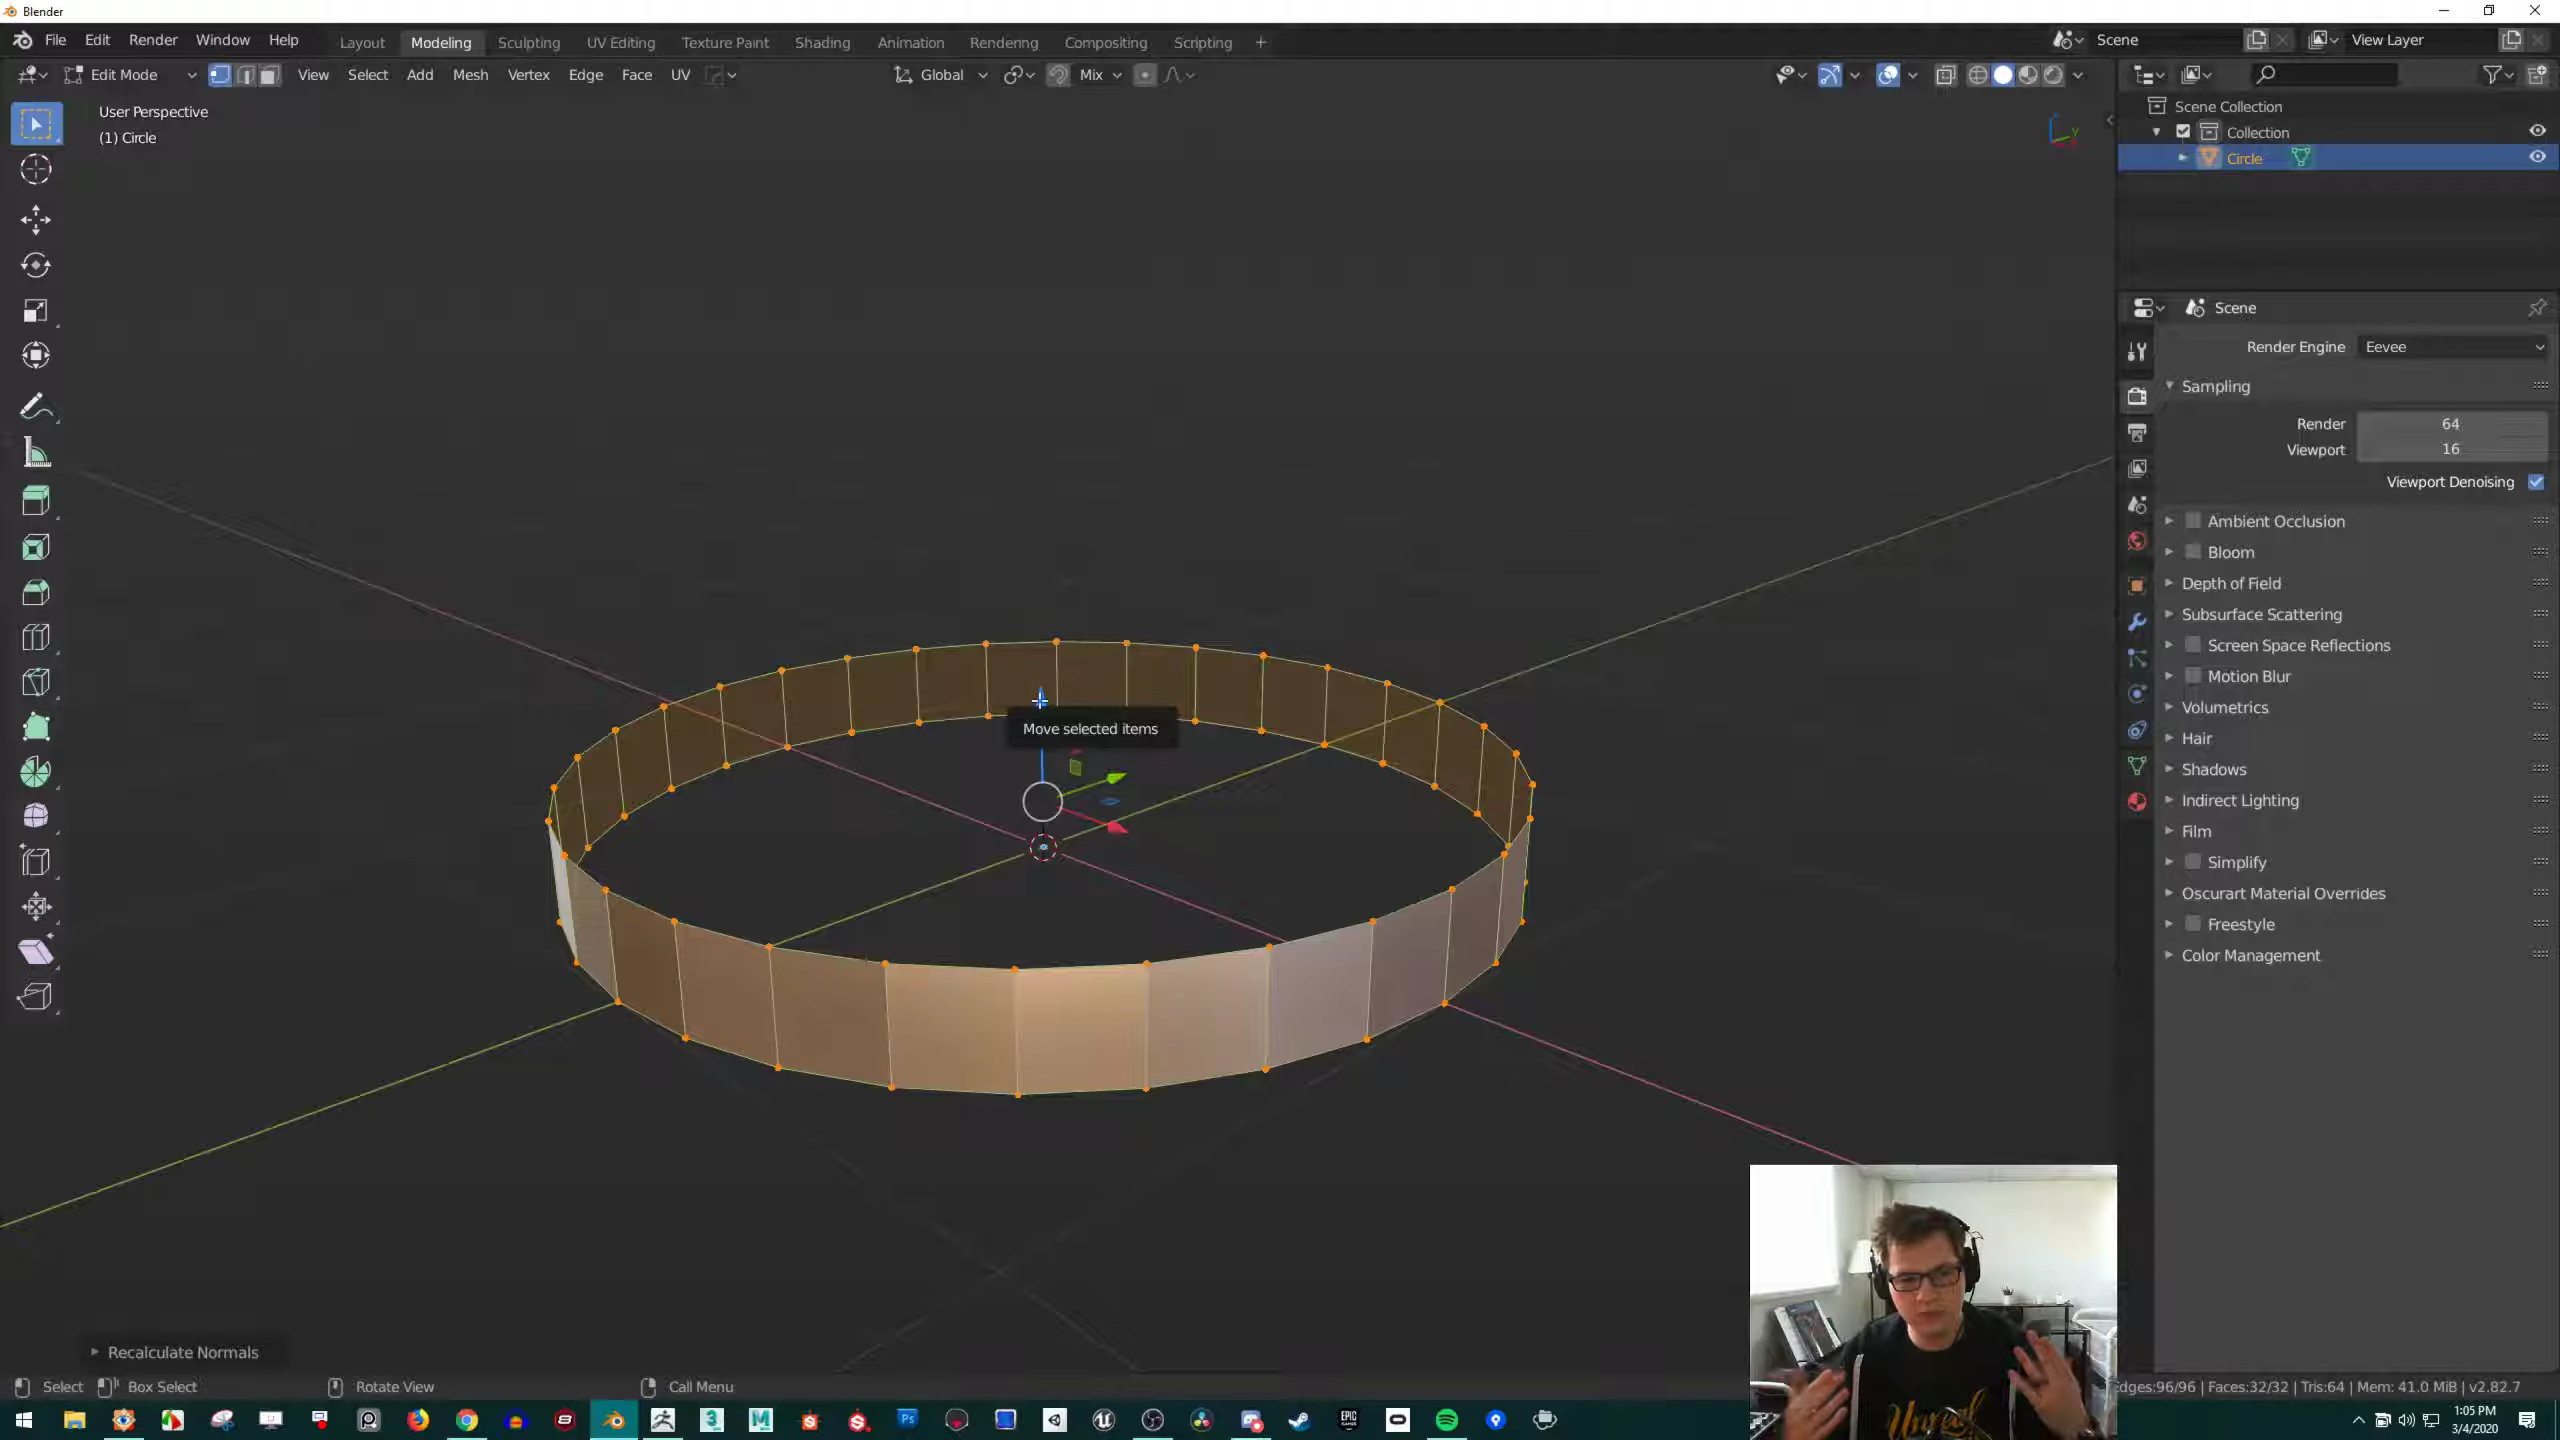 Blender
File Edit Render Window Help Layout Modeling Sculpting UV Editing Texture Paint Shading Animation Rendering Compositing Scripting + Scene View Layer
Edit Mode View Select Add Mesh Vertex Edge Face UV Global Mix
User Perspective
(1) Circle
Scene Collection
Collection
Circle
Scene
Render Engine Eevee
Sampling
Render 64
Viewport 16
Viewport Denoising
Ambient Occlusion
Bloom
Depth of Field
Subsurface Scattering
Screen Space Reflections
Motion Blur
Volumetrics
Hair
Shadows
Indirect Lighting
Film
Simplify
Oscurart Material Overrides
Freestyle
Color Management
Move selected items
Recalculate Normals
Select Box Select Rotate View Call Menu
dges:96/96 | Faces:32/32 | Tris:64 | Mem: 41.0 MiB | v2.82.7
Unreal
1:05 PM
3/4/2020